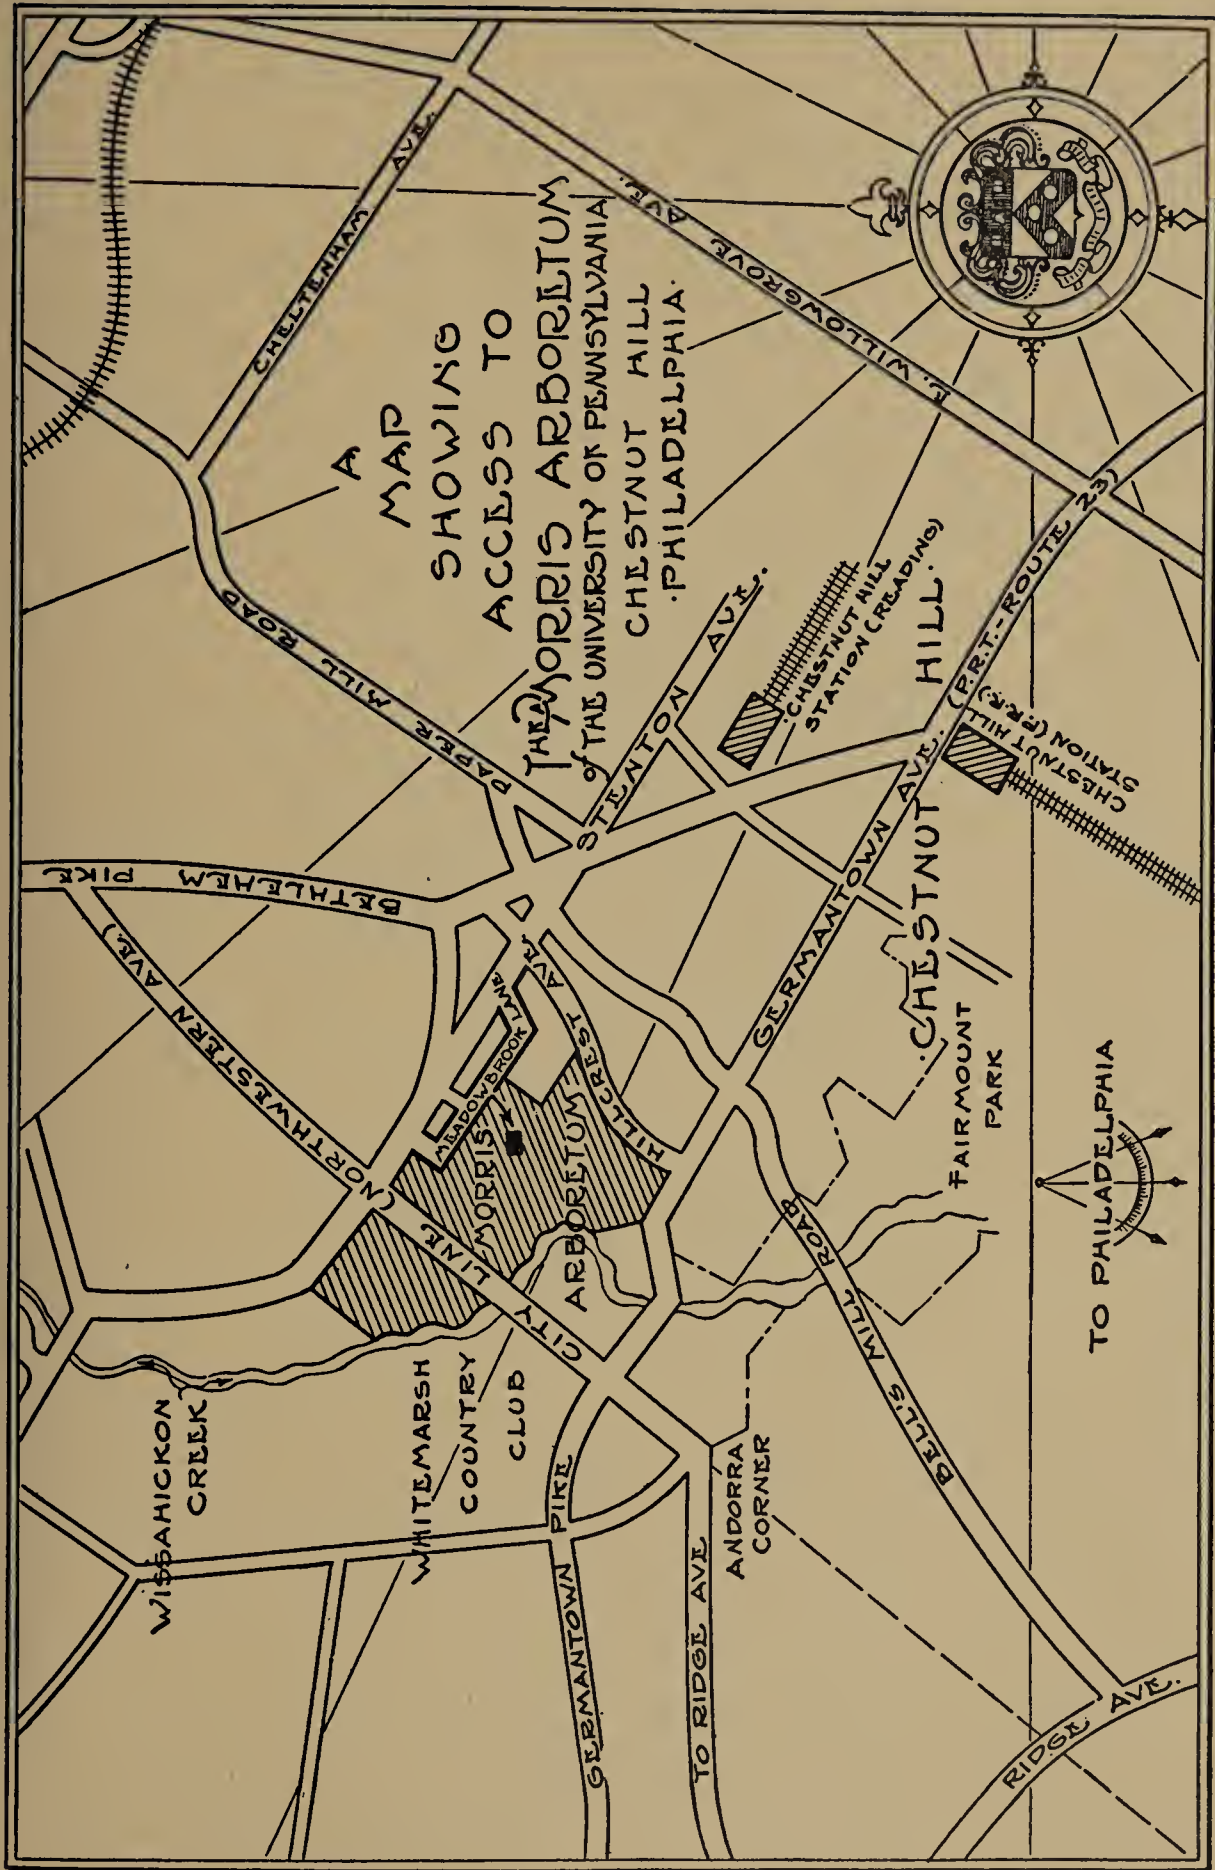 A
MAP
SHOWING
ACCESS TO
THE MORRIS ARBORETUM
of THE UNIVERSITY OF PENNSYLVANIA
CHESTNUT HILL
·PHILADELPHIA·
CHELTENHAM AVE.
E. WILLOWGROVE AVE.
PAPER MILL ROAD
STENTON AVE.
·CHESTNUT HILL
STATION (READING)
·CHESTNUT HILL·
(P.R.T.-ROUTE 23)
CHESTNUT HILL
STATION (P.R.R.)
GERMANTOWN AVE.
BETHLEHEM PIKE
(NORTHWESTERN AVE.)
CITY LINE
MEADOWBROOK LANE
HILLCREST AVE
MORRIS
ARBORETUM
FAIRMOUNT
PARK
TO PHILADELPHIA
WISSAHICKON
CREEK
WHITEMARSH
COUNTRY
CLUB
ANDORRA
CORNER
BELL'S MILL ROAD
GERMANTOWN PIKE
TO RIDGE AVE
RIDGE AVE.